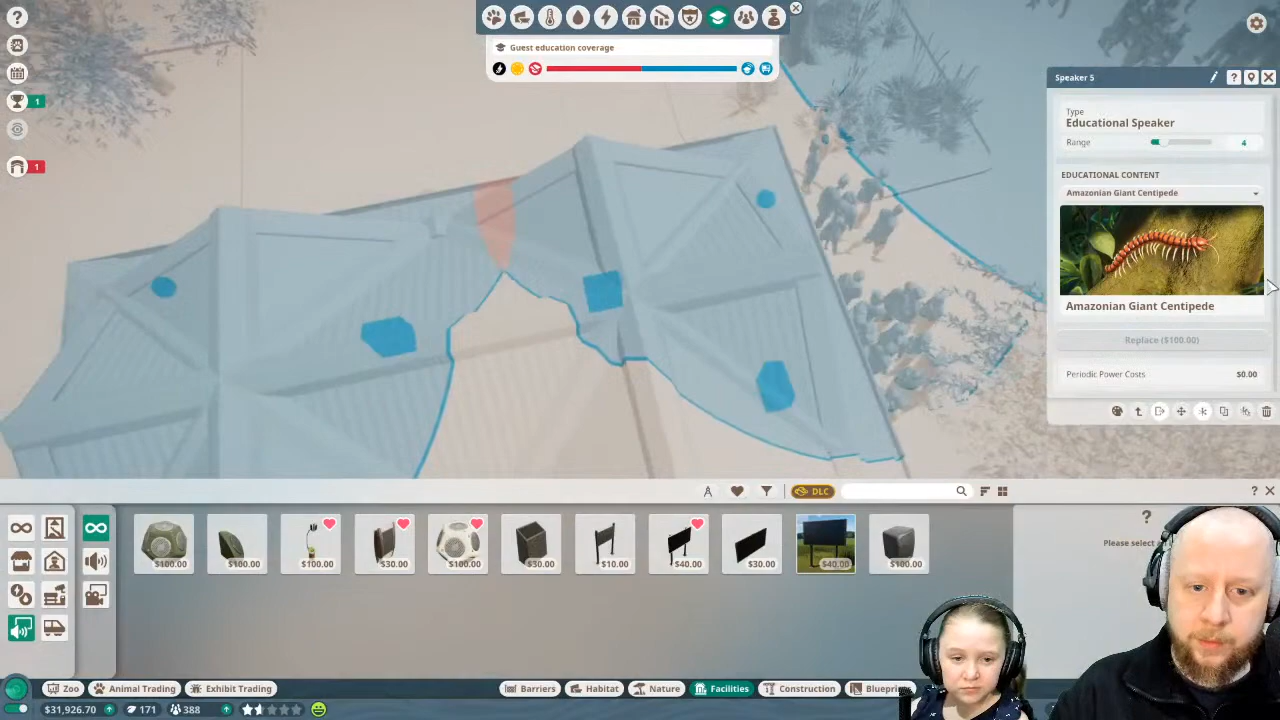 Guest education coverage
1
1
Speaker 5
?
Type
Educational Speaker
Range
4
EDUCATIONAL CONTENT
Amazonian Giant Centipede
Amazonian Giant Centipede
Replace ($100.00)
Periodic Power Costs
$0.00
DLC
?
$100.00
$100.00
$100.00
$30.00
$100.00
$30.00
$10.00
$40.00
$30.00
$40.00
$100.00
?
Please select
Zoo
Animal Trading
Exhibit Trading
Barriers
Habitat
Nature
Facilities
Construction
Blueprin
$31,926.70
171
388